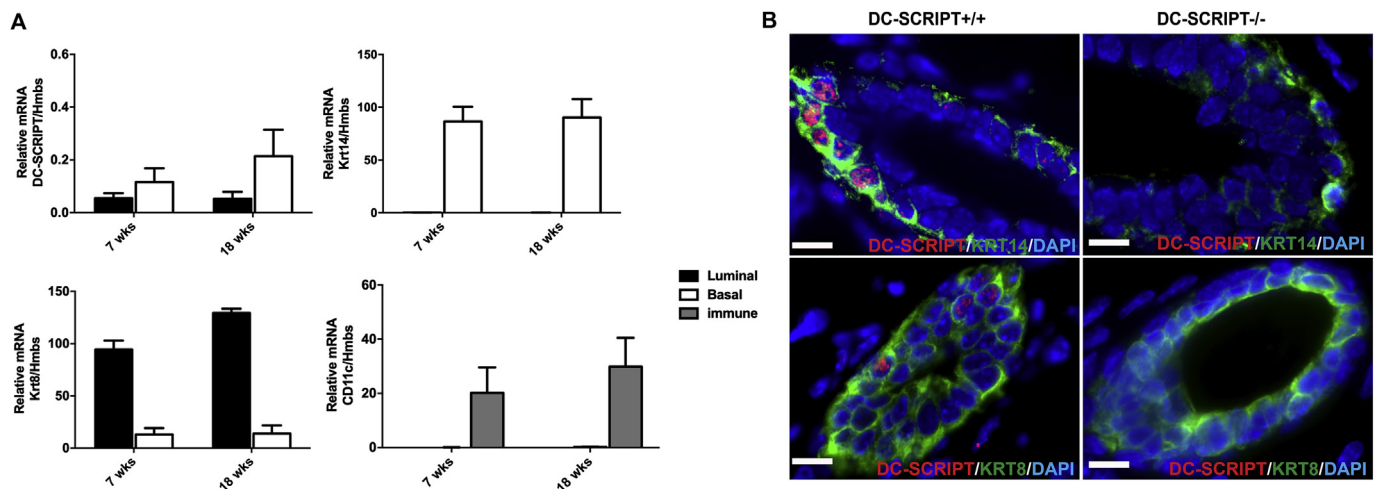 A
Relative mRNA
DC-SCRIPT/Hmbs
0.6
0.4
0.2
0.0
7 wks
18 wks
Relative mRNA
Krt14/Hmbs
150
100
50
0
7 wks
18 wks
Relative mRNA
Krt8/Hmbs
150
100
50
0
7 wks
18 wks
Relative mRNA
CD11c/Hmbs
60
40
20
0
7 wks
18 wks
Luminal
Basal
immune
B
DC-SCRIPT+/+
DC-SCRIPT-/-
DC-SCRIPT/KRT14/DAPI
DC-SCRIPT/KRT14/DAPI
DC-SCRIPT/KRT8/DAPI
DC-SCRIPT/KRT8/DAPI